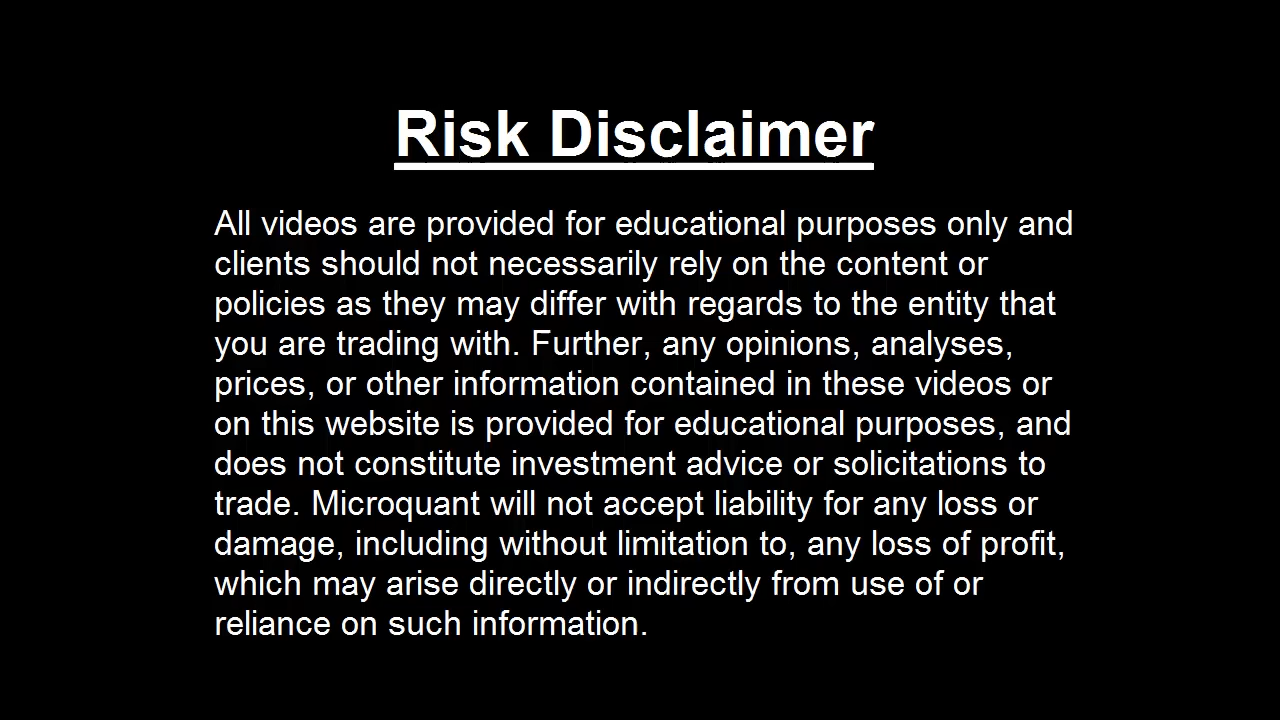 Risk Disclaimer
All videos are provided for educational purposes only and
clients should not necessarily rely on the content or
policies as they may differ with regards to the entity that
you are trading with. Further, any opinions, analyses,
prices, or other information contained in these videos or
on this website is provided for educational purposes, and
does not constitute investment advice or solicitations to
trade. Microquant will not accept liability for any loss or
damage, including without limitation to, any loss of profit,
which may arise directly or indirectly from use of or
reliance on such information.